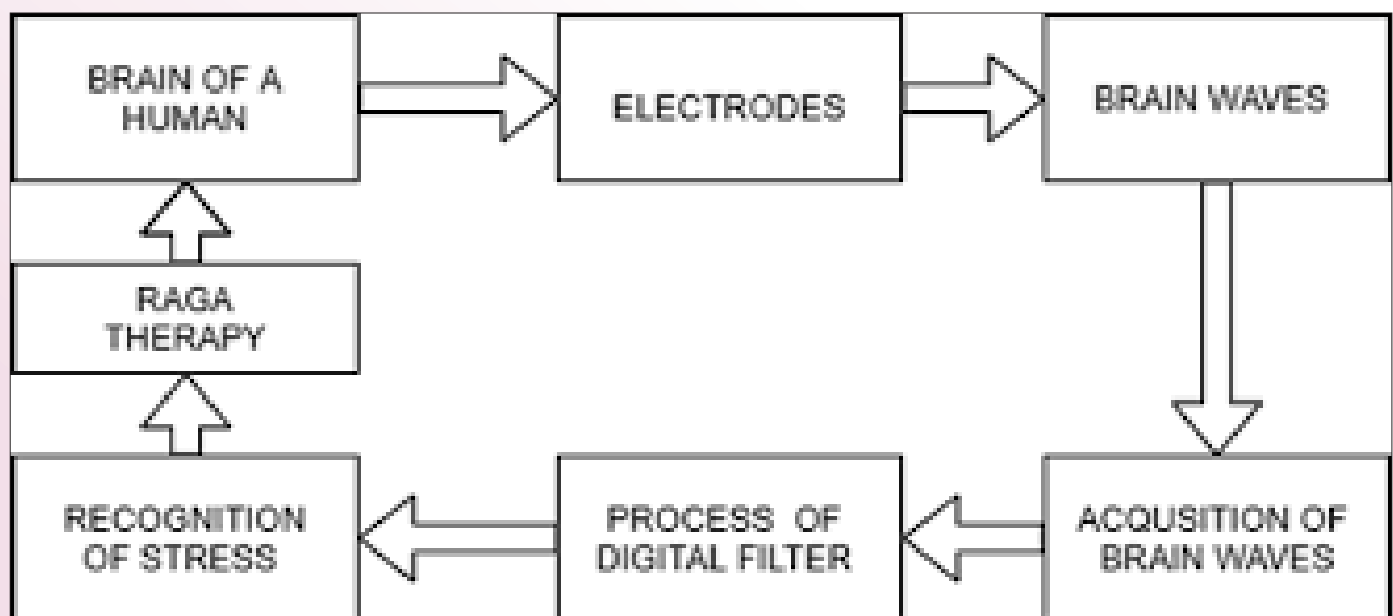 BRAIN OF A
HUMAN
ELECTRODES
BRAIN WAVES
RAGA
THERAPY
RECOGNITION
OF STRESS
PROCESS OF
DIGITAL FILTER
ACQUSITION OF
BRAIN WAVES